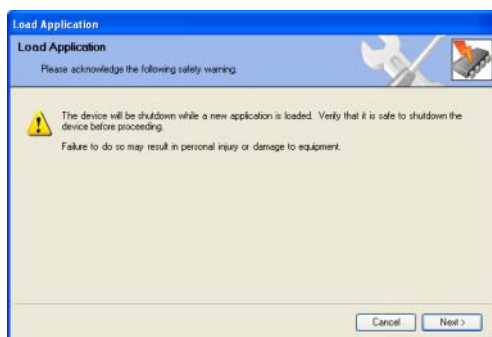 Load Application
Load Application
Please acknowledge the following safety warning.
The device will be shutdown while a new application is loaded. Verify that it is safe to shutdown the
device before proceeding.
Failure to do so may result in personal injury or damage to equipment.
Cancel Next >